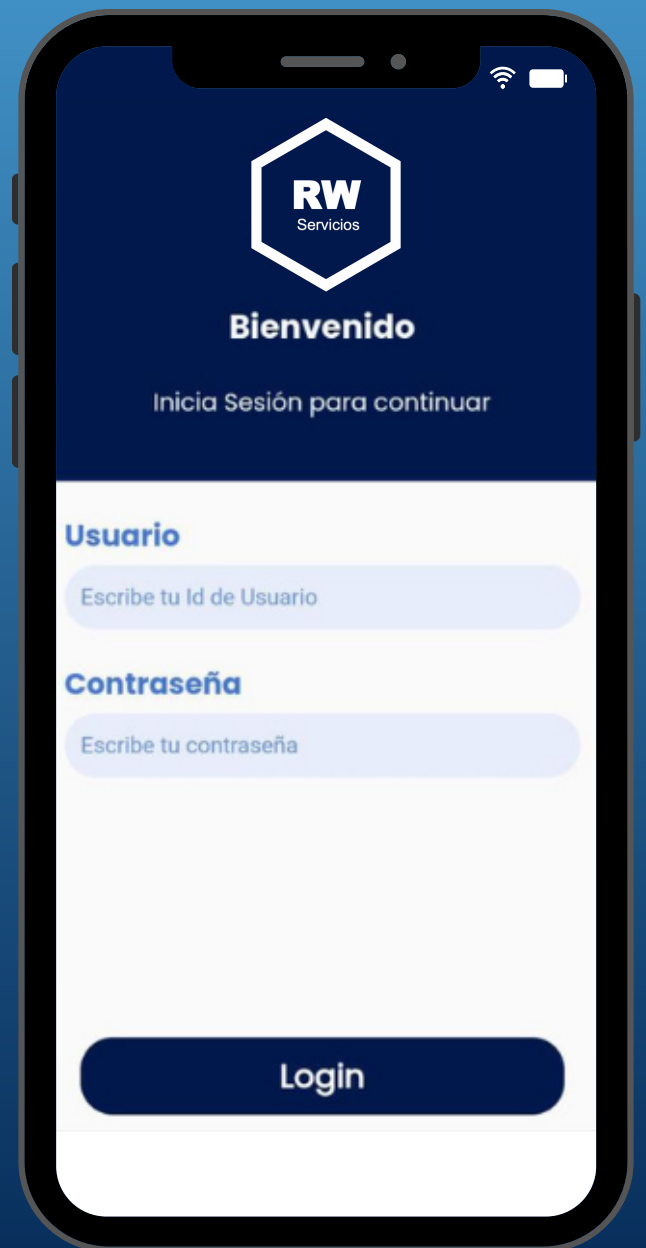 RW
Servicios
Bienvenido
Inicia Sesión para continuar
Usuario
Escribe tu Id de Usuario
Contraseña
Escribe tu contraseña
Login